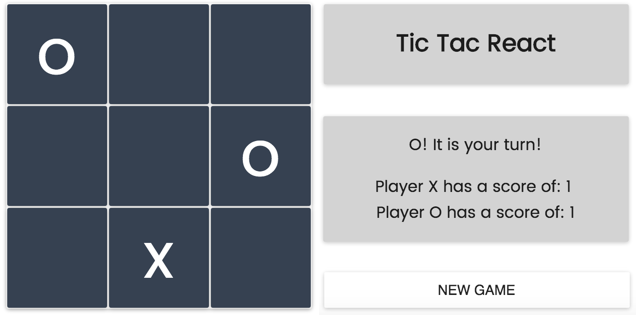 O
O
X
Tic Tac React
O! It is your turn!
Player X has a score of: 1
Player O has a score of: 1
NEW GAME